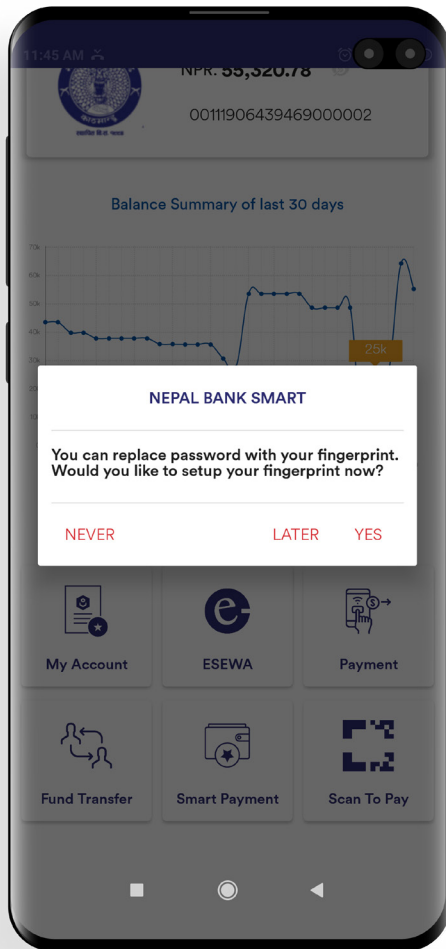 11:45 AM
NPR. 55,320.78
00111906439469000002
Balance Summary of last 30 days
70k
60k
50k
40k
30k
25k
NEPAL BANK SMART
You can replace password with your fingerprint.
Would you like to setup your fingerprint now?
NEVER LATER YES
My Account ESEWA Payment
Fund Transfer Smart Payment Scan To Pay